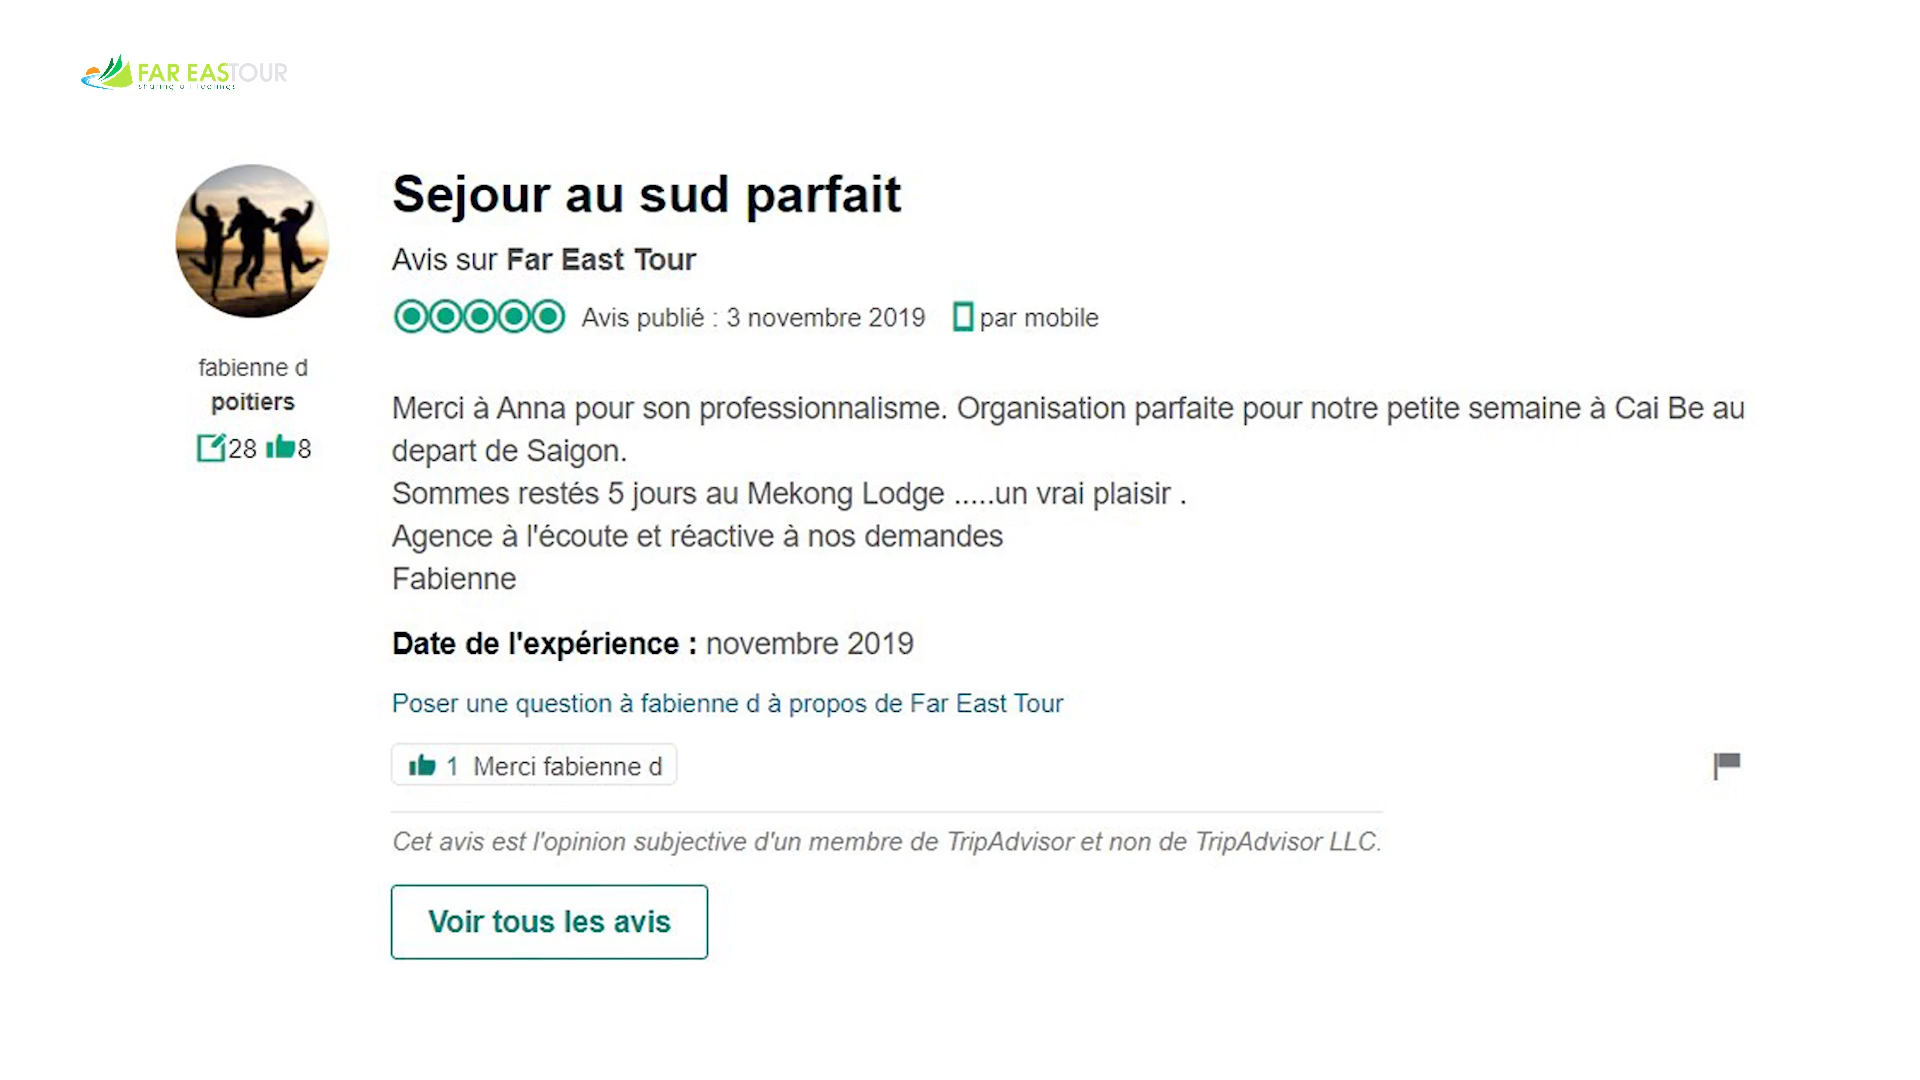 FAR EASTOUR
sharing all feelings
Sejour au sud parfait
Avis sur Far East Tour
Avis publié : 3 novembre 2019 par mobile
fabienne d
poitiers
28 8
Merci à Anna pour son professionnalisme. Organisation parfaite pour notre petite semaine à Cai Be au
depart de Saigon.
Sommes restés 5 jours au Mekong Lodge .....un vrai plaisir .
Agence à l'écoute et réactive à nos demandes
Fabienne
Date de l'expérience : novembre 2019
Poser une question à fabienne d à propos de Far East Tour
1 Merci fabienne d
Cet avis est l'opinion subjective d'un membre de TripAdvisor et non de TripAdvisor LLC.
Voir tous les avis